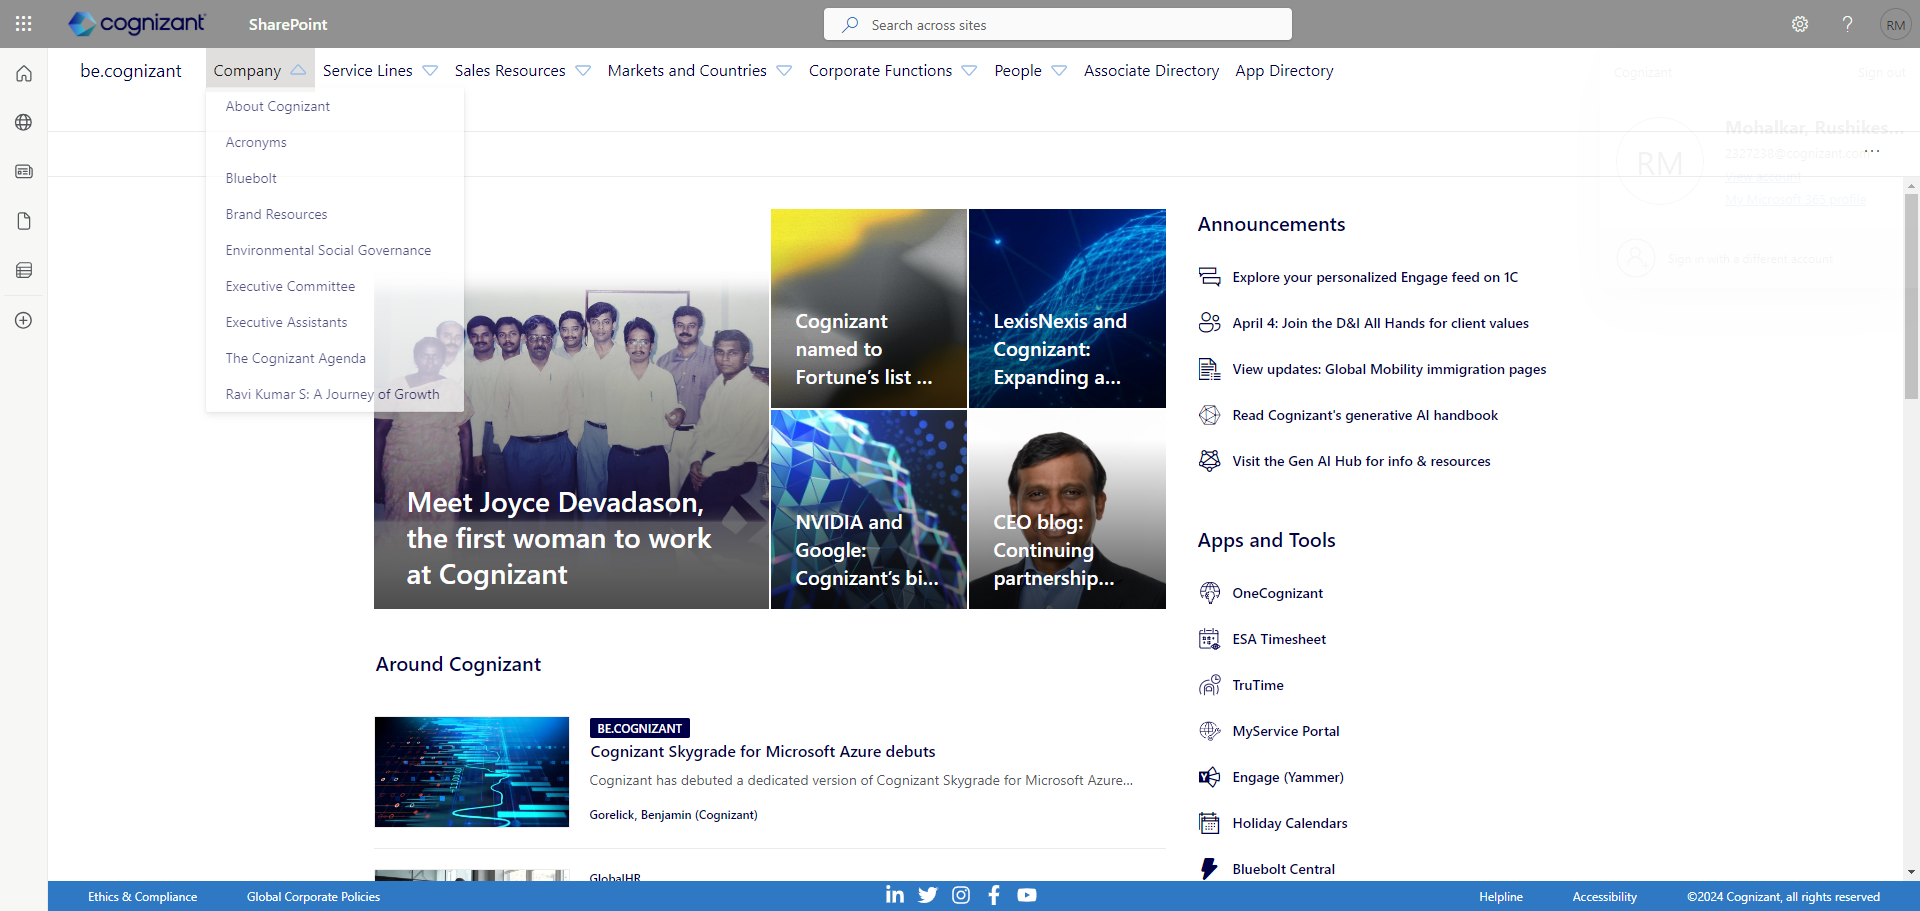 cognizant
SharePoint
Search across sites
RM
be.cognizant
Company
Service Lines
Sales Resources
Markets and Countries
Corporate Functions
People
Associate Directory
App Directory
Cognizant
Sign out
RM
Mohalkar, Rushikes...
2327238@cognizant.com
View account
My Microsoft 365 profile
Sign in with a different account
...
About Cognizant
Acronyms
Bluebolt
Brand Resources
Environmental Social Governance
Executive Committee
Executive Assistants
The Cognizant Agenda
Ravi Kumar S: A Journey of Growth
Meet Joyce Devadason,
the first woman to work
at Cognizant
Cognizant
named to
Fortune’s list ...
LexisNexis and
Cognizant:
Expanding a...
NVIDIA and
Google:
Cognizant’s bi...
CEO blog:
Continuing
partnership...
Announcements
Explore your personalized Engage feed on 1C
April 4: Join the D&I All Hands for client values
View updates: Global Mobility immigration pages
Read Cognizant's generative AI handbook
Visit the Gen AI Hub for info & resources
Apps and Tools
OneCognizant
ESA Timesheet
TruTime
MyService Portal
Engage (Yammer)
Holiday Calendars
Bluebolt Central
Around Cognizant
BE.COGNIZANT
Cognizant Skygrade for Microsoft Azure debuts
Cognizant has debuted a dedicated version of Cognizant Skygrade for Microsoft Azure...
Gorelick, Benjamin (Cognizant)
GlobalHR
Ethics & Compliance
Global Corporate Policies
Helpline
Accessibility
©2024 Cognizant, all rights reserved